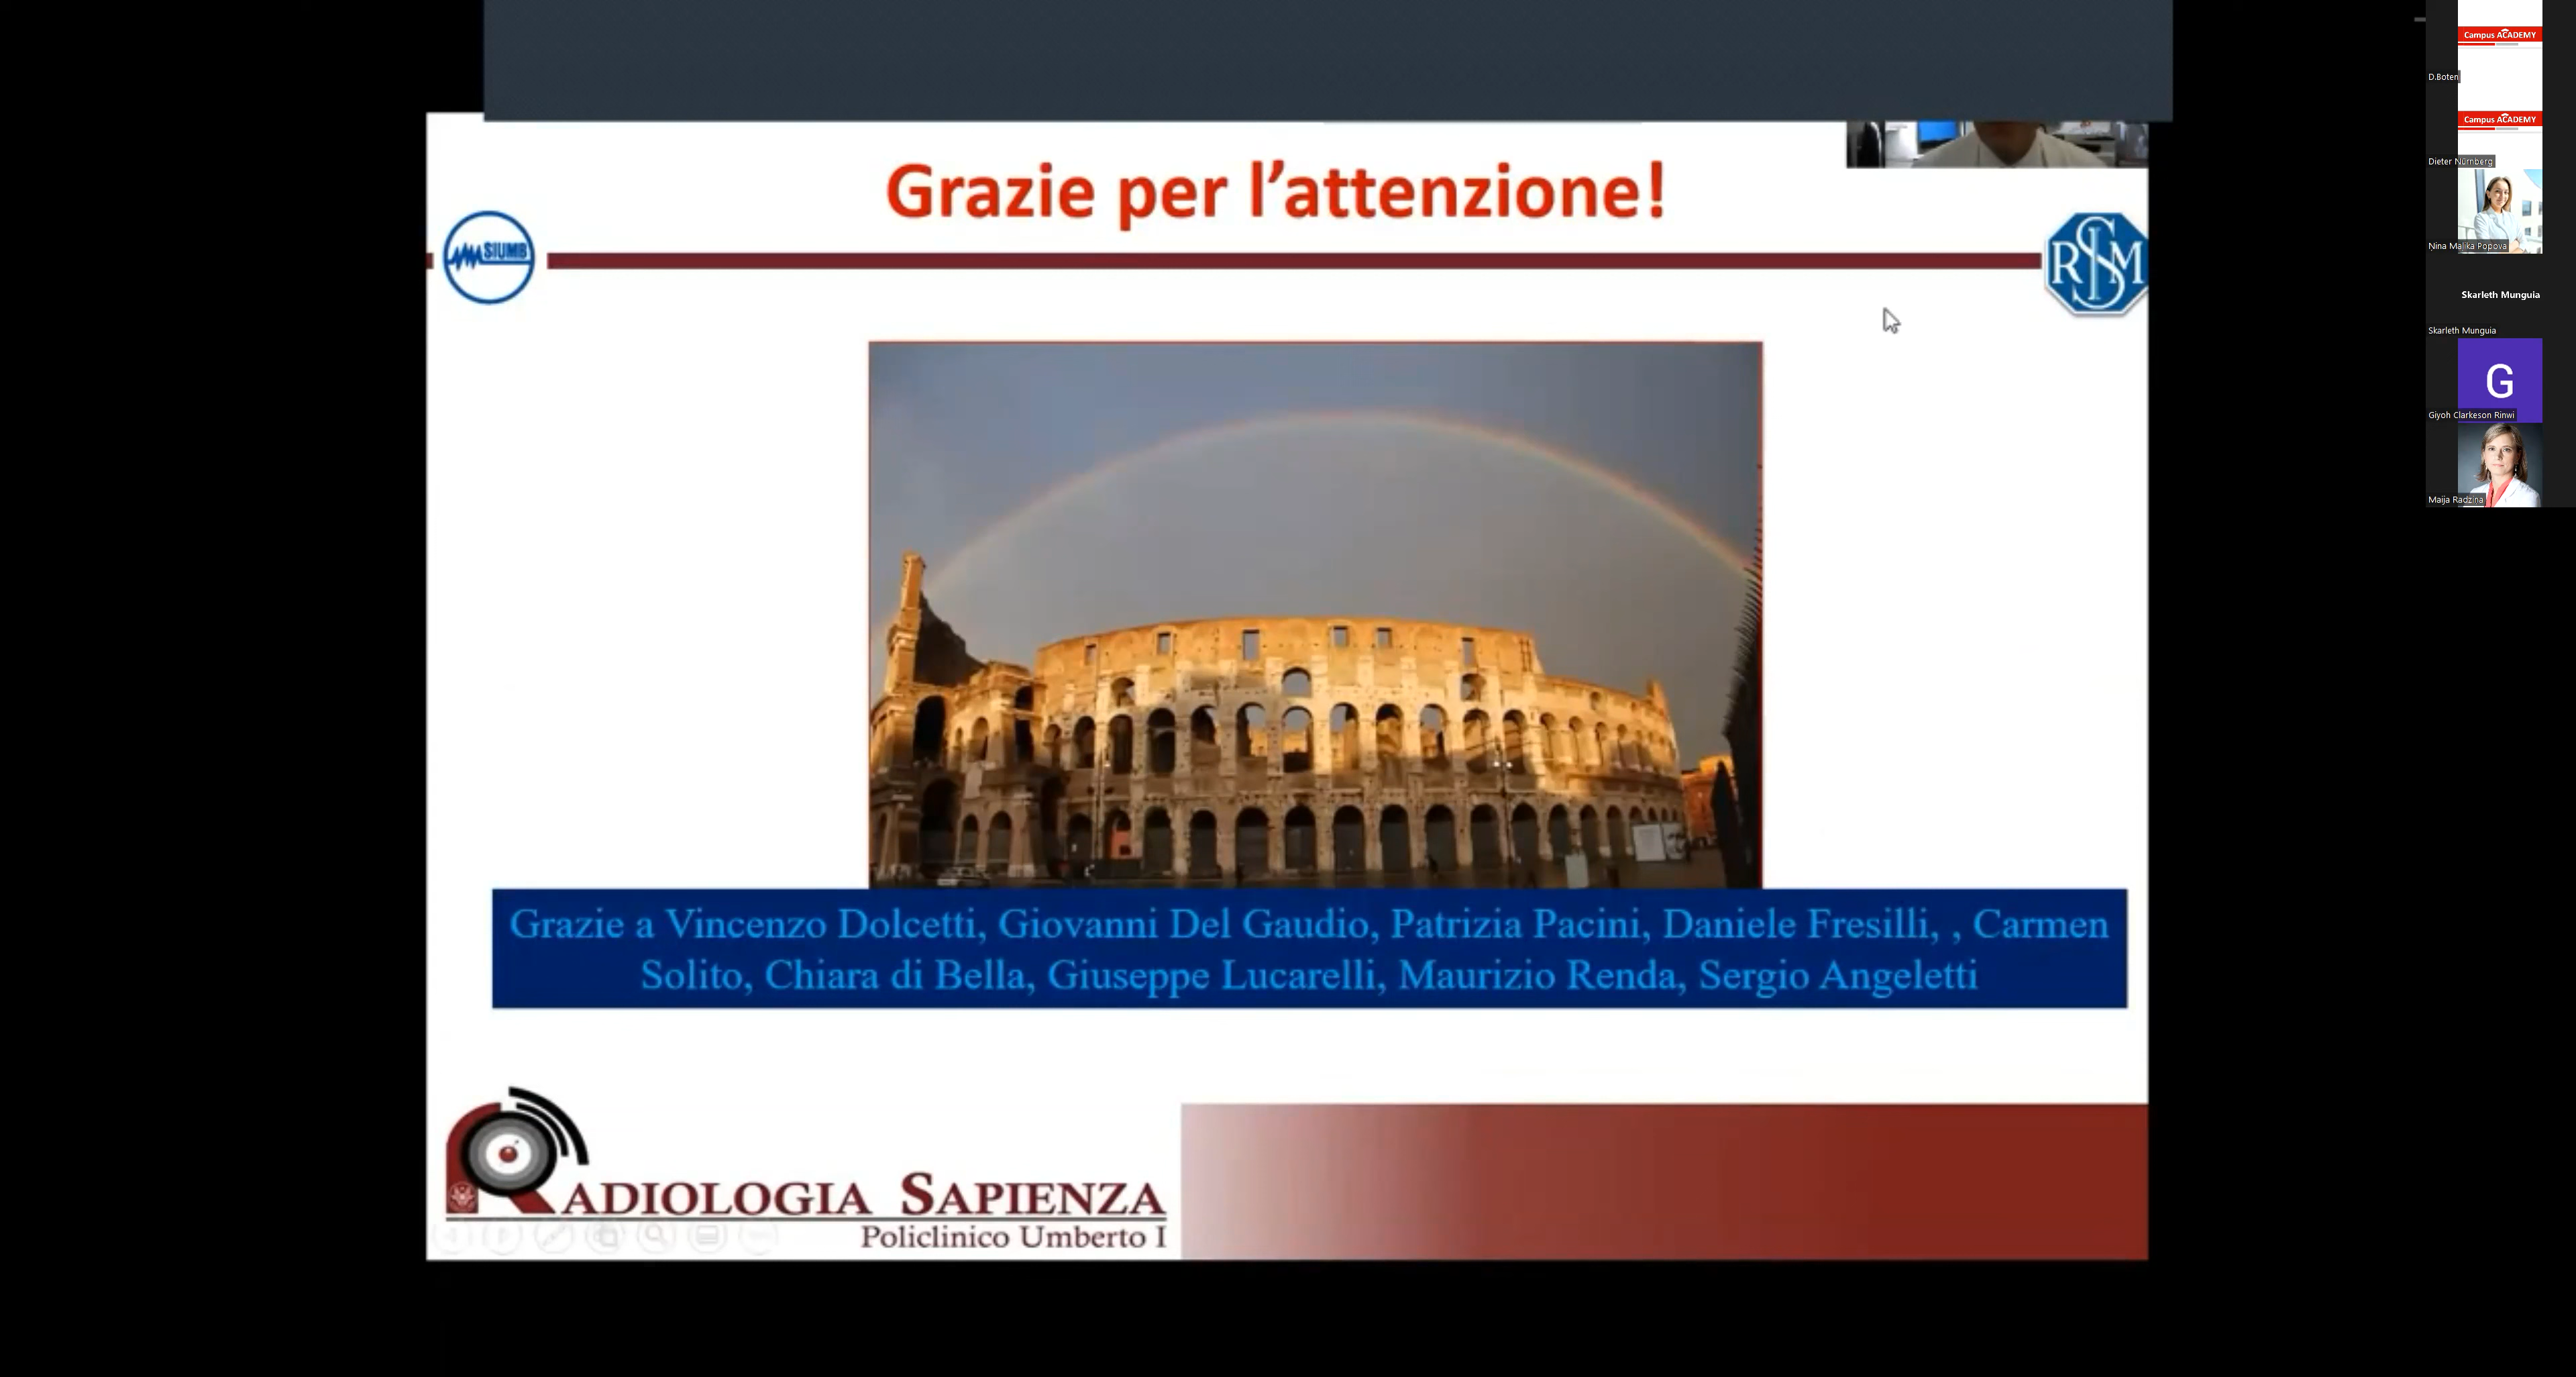 Grazie per l'attenzione!
SIUMB
RSM
Grazie a Vincenzo Dolcetti, Giovanni Del Gaudio, Patrizia Pacini, Daniele Fresilli, , Carmen
Solito, Chiara di Bella, Giuseppe Lucarelli, Maurizio Renda, Sergio Angeletti
RADIOLOGIA SAPIENZA
Policlinico Umberto I
Campus ACADEMY
D.Boten
Campus ACADEMY
Dieter Nürnberg
Nina Malika Popova
Skarleth Munguia
Skarleth Munguia
G
Giyoh Clarkeson Rinwi
Maija Radzina